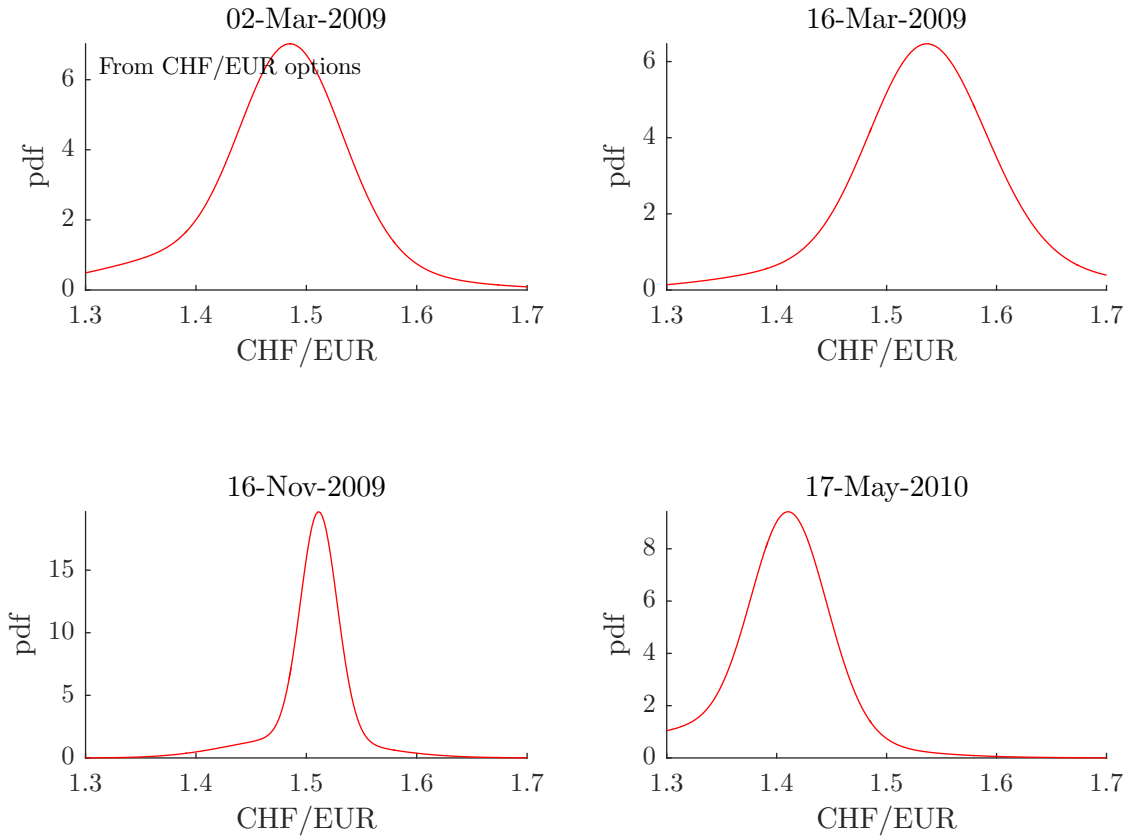 02-Mar-2009
From CHF/EUR options
pdf
6
4
2
0
1.3 1.4 1.5 1.6 1.7
CHF/EUR
16-Mar-2009
pdf
6
4
2
0
1.3 1.4 1.5 1.6 1.7
CHF/EUR
16-Nov-2009
pdf
15
10
5
0
1.3 1.4 1.5 1.6 1.7
CHF/EUR
17-May-2010
pdf
8
6
4
2
0
1.3 1.4 1.5 1.6 1.7
CHF/EUR